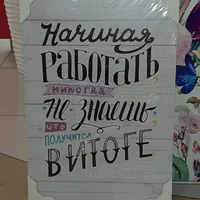 Начиная
РАБОТАТЬ
НИКОГДА
Не знаешь
ЧТО
ПОЛУЧИТСЯ
В ИТОГЕ